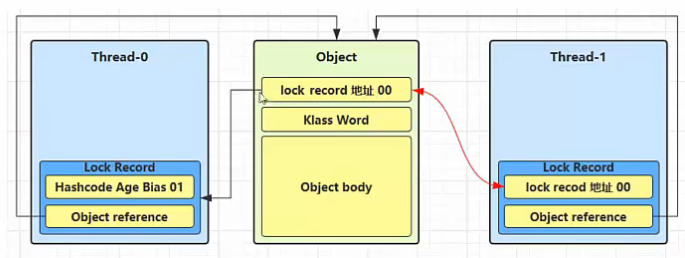 Thread-0
Lock Record
Hashcode Age Bias 01
Object reference
Object
lock record 地址 00
Klass Word
Object body
Thread-1
Lock Record
lock recod 地址 00
Object reference